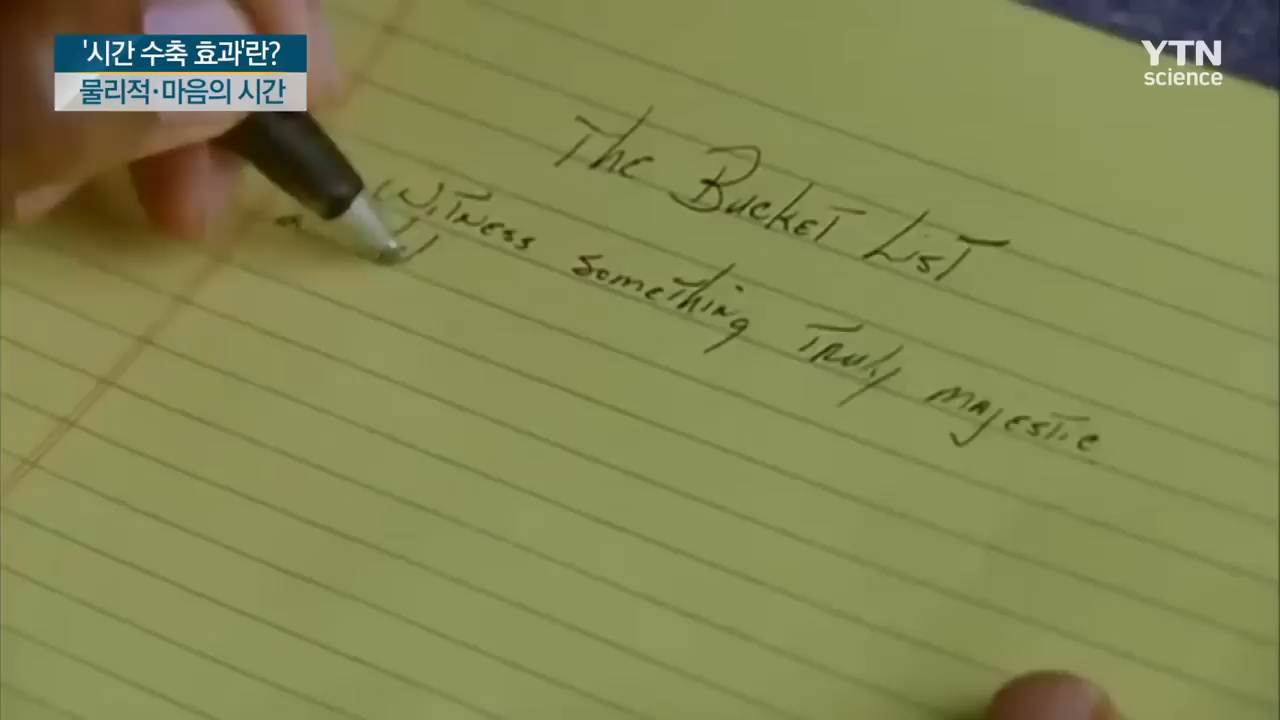 '시간 수축 효과'란?
물리적·마음의 시간
YTN
science
The Bucket List
Witness something Truly majestic